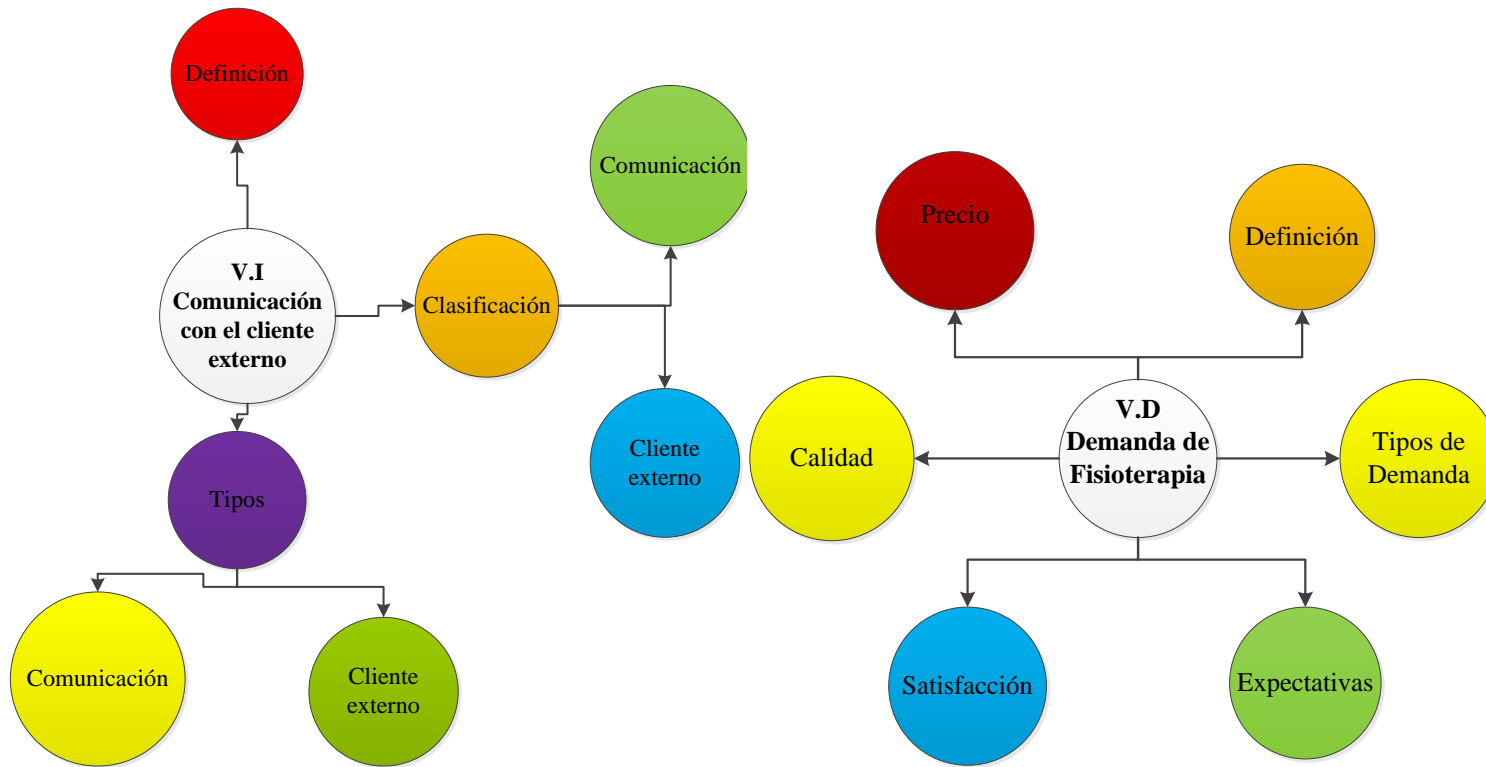 Definición
Comunicación
V.I
Comunicación
con el cliente
externo
Clasificación
Cliente
externo
Tipos
Comunicación
Cliente
externo
Precio
Definición
Calidad
V.D
Demanda de
Fisioterapia
Tipos de
Demanda
Satisfacción
Expectativas